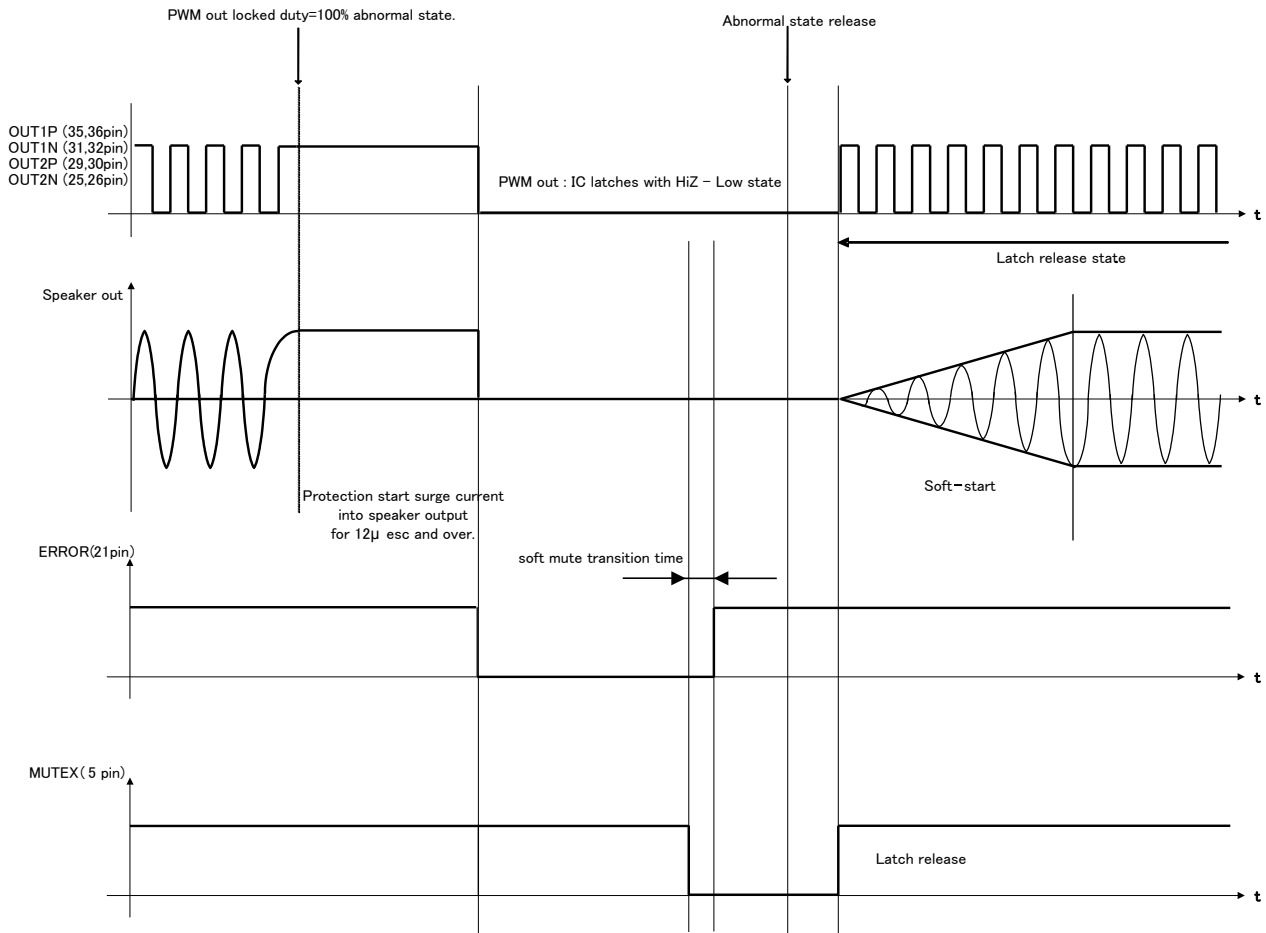 PWM out locked duty=100% abnormal state.
Abnormal state release
OUT1P (35,36pin)
OUT1N (31,32pin)
OUT2P (29,30pin)
OUT2N (25,26pin)
PWM out : IC latches with HiZ - Low state
t
Latch release state
Speaker out
t
Soft-start
Protection start surge current
into speaker output
for 12μ esc and over.
soft mute transition time
ERROR(21pin)
t
MUTEX(5 pin)
Latch release
t